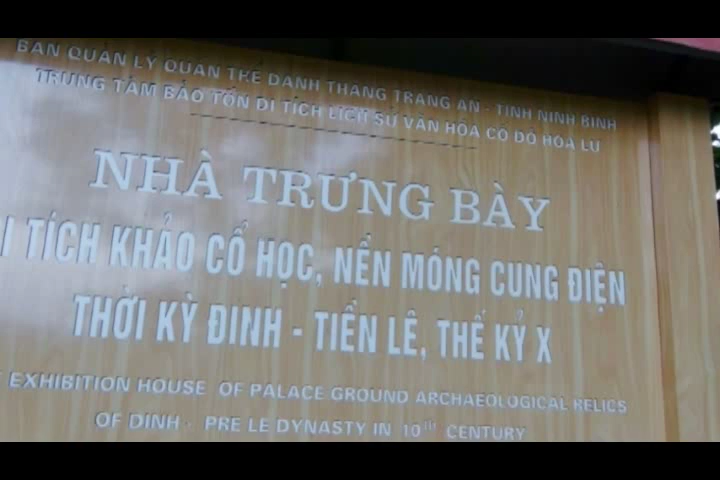 BAN QUẢN LÝ QUẦN THỂ DANH THẮNG TRÀNG AN - TỈNH NINH BÌNH
TRUNG TÂM BẢO TỒN DI TÍCH LỊCH SỬ VĂN HÓA CỐ ĐÔ HOA LƯ
NHÀ TRƯNG BÀY
I TÍCH KHẢO CỔ HỌC, NỀN MÓNG CUNG ĐIỆN
THỜI KỲ ĐINH - TIỀN LÊ, THẾ KỶ X
EXHIBITION HOUSE OF PALACE GROUND ARCHAEOLOGICAL RELICS
OF DINH - PRE LE DYNASTY IN 10TH CENTURY